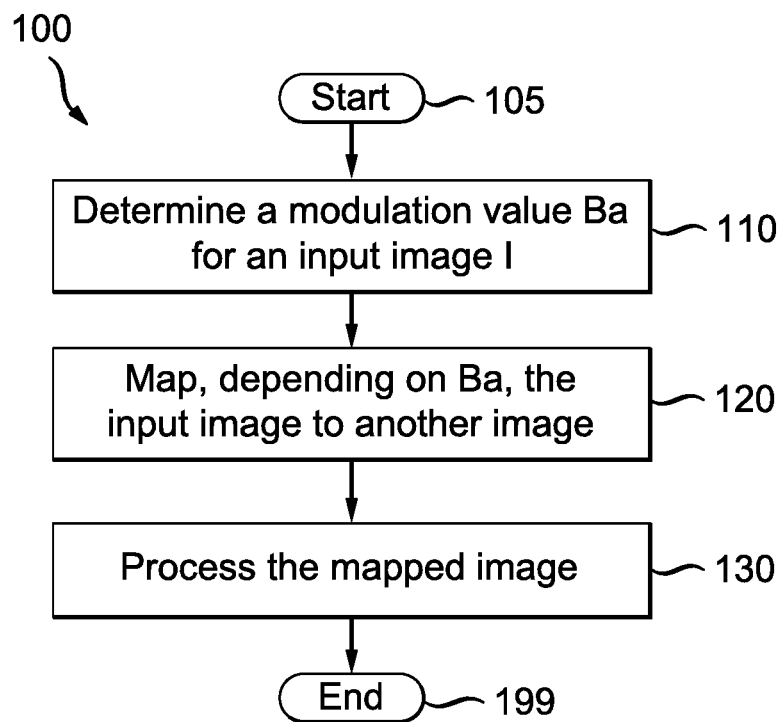 100
Start
105
Determine a modulation value Ba
for an input image I
110
Map, depending on Ba, the
input image to another image
120
Process the mapped image
130
End
199